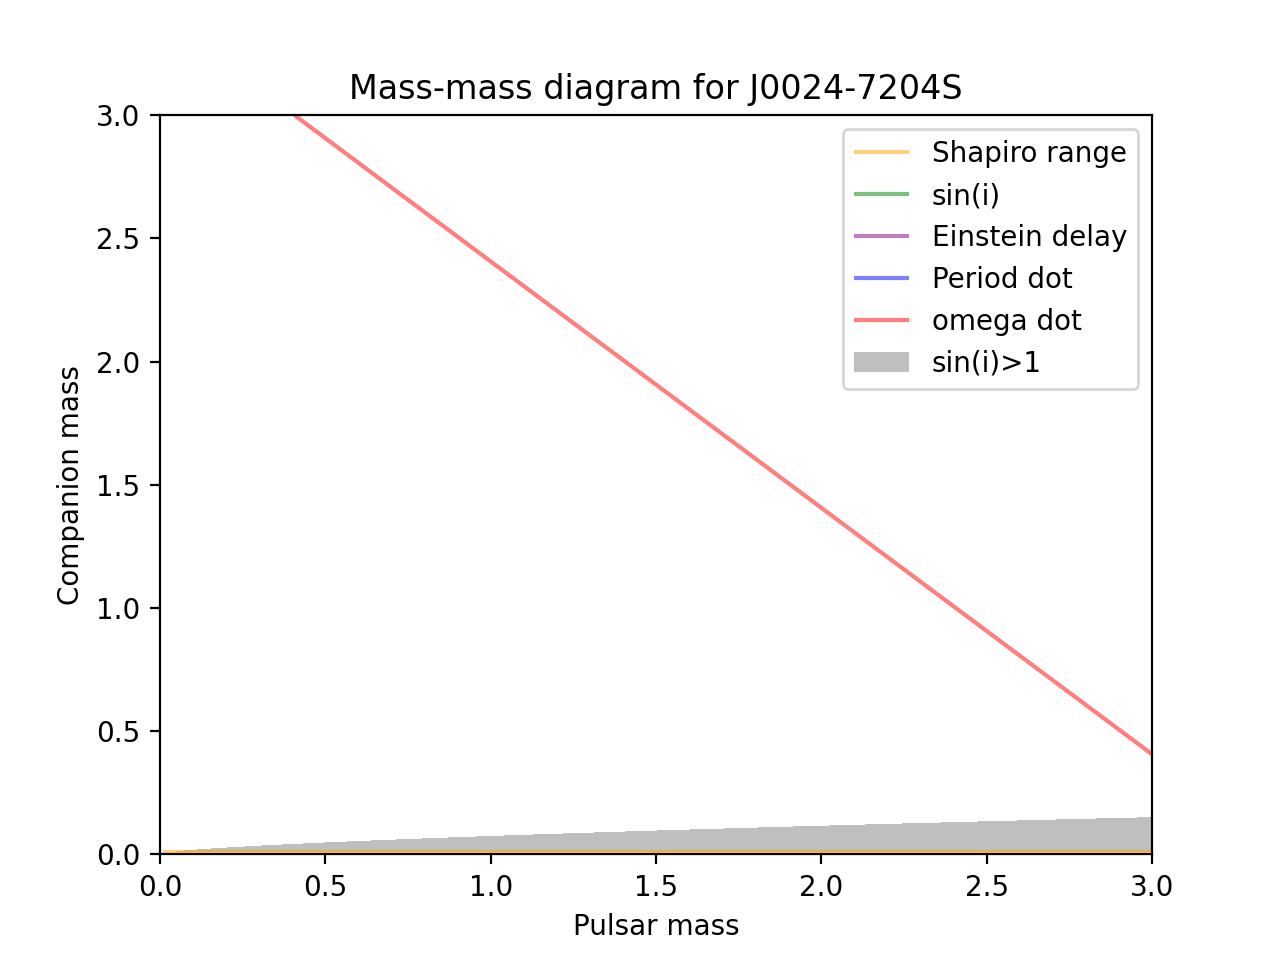 Mass-mass diagram for J0024-7204S
3.0
2.5
2.0
1.5
1.0
0.5
0.0
Companion mass
Shapiro range
sin(i)
Einstein delay
Period dot
omega dot
sin(i)>1
0.0 0.5 1.0 1.5 2.0 2.5 3.0
Pulsar mass